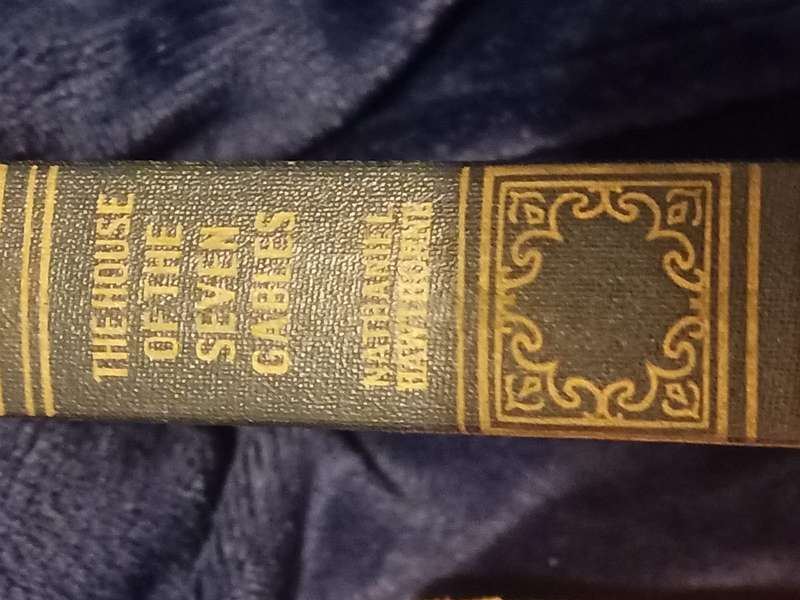 THE HOUSE
OF THE
SEVEN
GABLES
NATHANIEL
HAWTHORNE